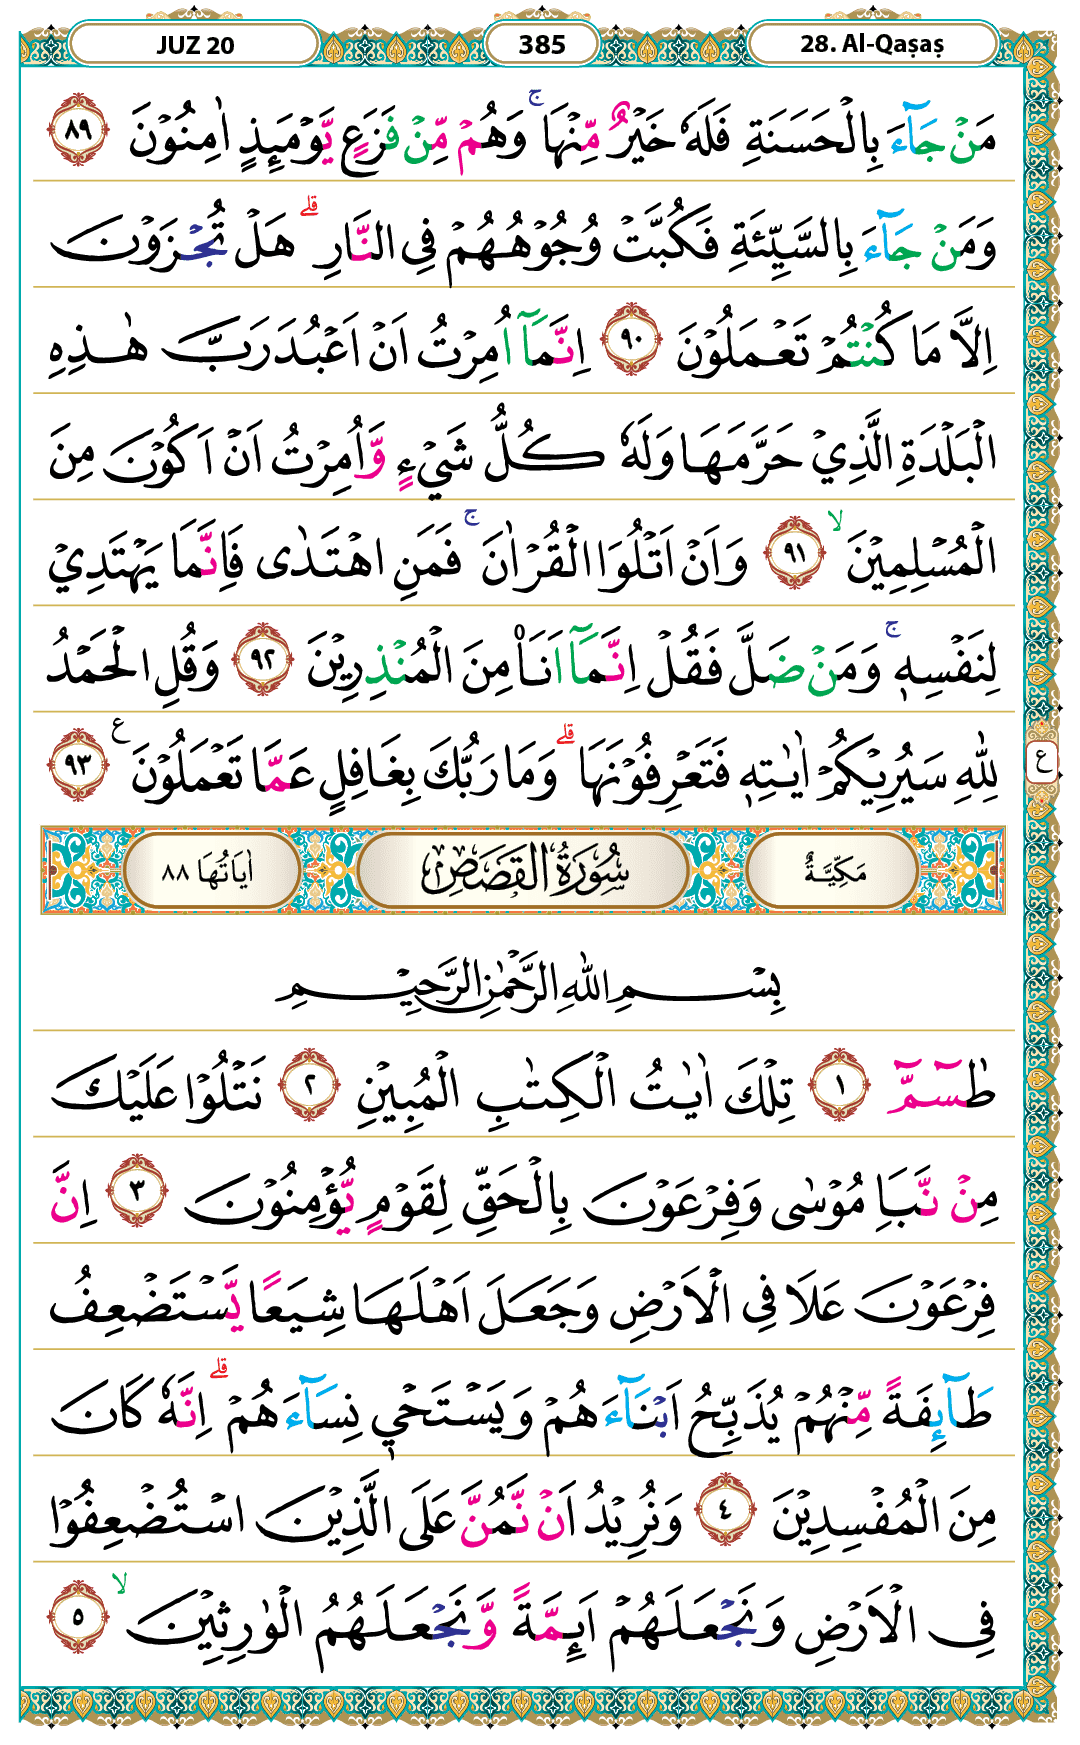 JUZ 20
385
28. Al-Qaṣaṣ
مَنْ جَآءَ بِالْحَسَنَةِ فَلَهٗ خَيْرٌ مِّنْهَا ۚ وَهُمْ مِّنْ فَزَعٍ يَّوْمَىِٕذٍ اٰمِنُوْنَ ٨٩
وَمَنْ جَآءَ بِالسَّيِّئَةِ فَكُبَّتْ وُجُوْهُهُمْ فِى النَّارِ ۗ هَلْ تُجْزَوْنَ
اِلَّا مَا كُنْتُمْ تَعْمَلُوْنَ ٩٠ اِنَّمَآ اُمِرْتُ اَنْ اَعْبُدَ رَبَّ هٰذِهِ
الْبَلْدَةِ الَّذِيْ حَرَّمَهَا وَلَهٗ كُلُّ شَيْءٍ وَّاُمِرْتُ اَنْ اَكُوْنَ مِنَ
الْمُسْلِمِيْنَ ۙ ٩١ وَاَنْ اَتْلُوَا الْقُرْاٰنَ ۚ فَمَنِ اهْتَدٰى فَاِنَّمَا يَهْتَدِيْ
لِنَفْسِهٖ ۚ وَمَنْ ضَلَّ فَقُلْ اِنَّمَآ اَنَا۠ مِنَ الْمُنْذِرِيْنَ ٩٢ وَقُلِ الْحَمْدُ
لِلّٰهِ سَيُرِيْكُمْ اٰيٰتِهٖ فَتَعْرِفُوْنَهَا ۗ وَمَا رَبُّكَ بِغَافِلٍ عَمَّا تَعْمَلُوْنَ ࣖ ٩٣
ع
مَكِّيَّةٌ
سُوْرَةُ الْقَصَصِ
اٰيَاتُهَا ٨٨
بِسْمِ اللّٰهِ الرَّحْمٰنِ الرَّحِيْمِ
طٰسۤمّۤ ١ تِلْكَ اٰيٰتُ الْكِتٰبِ الْمُبِيْنِ ٢ نَتْلُوْا عَلَيْكَ
مِنْ نَّبَاِ مُوْسٰى وَفِرْعَوْنَ بِالْحَقِّ لِقَوْمٍ يُّؤْمِنُوْنَ ٣ اِنَّ
فِرْعَوْنَ عَلَا فِى الْاَرْضِ وَجَعَلَ اَهْلَهَا شِيَعًا يَّسْتَضْعِفُ
طَآىِٕفَةً مِّنْهُمْ يُذَبِّحُ اَبْنَآءَهُمْ وَيَسْتَحْيٖ نِسَآءَهُمْ ۗ اِنَّهٗ كَانَ
مِنَ الْمُفْسِدِيْنَ ٤ وَنُرِيْدُ اَنْ نَّمُنَّ عَلَى الَّذِيْنَ اسْتُضْعِفُوْا
فِى الْاَرْضِ وَنَجْعَلَهُمْ اَىِٕمَّةً وَّنَجْعَلَهُمُ الْوٰرِثِيْنَ ۙ ٥